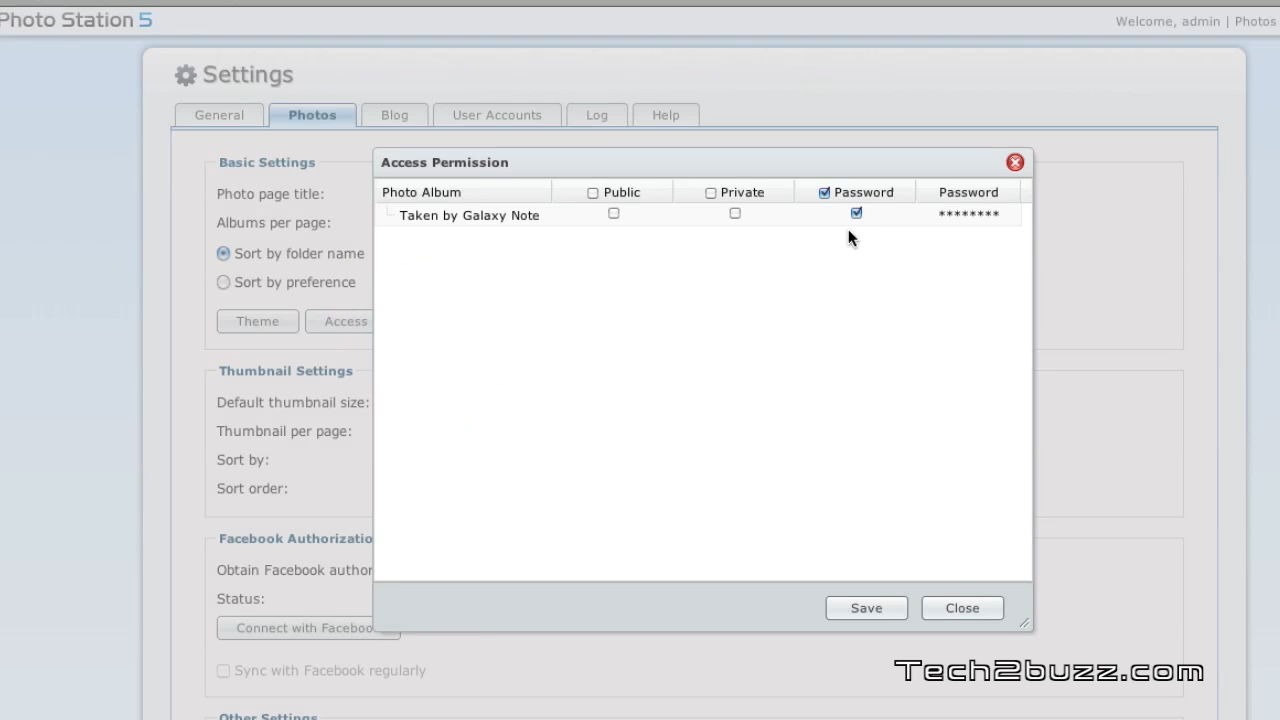 Photo Station 5
Welcome, admin | Photos
Settings
General Photos Blog User Accounts Log Help
Basic Settings
Photo page title:
Albums per page:
Sort by folder name
Sort by preference
Theme Access
Access Permission
Photo Album Public Private Password Password
Taken by Galaxy Note ********
Save Close
Thumbnail Settings
Default thumbnail size:
Thumbnail per page:
Sort by:
Sort order:
Facebook Authorizatio
Obtain Facebook author
Status:
Connect with Faceboo
Sync with Facebook regularly
Other Settings
Tech2buzz.com